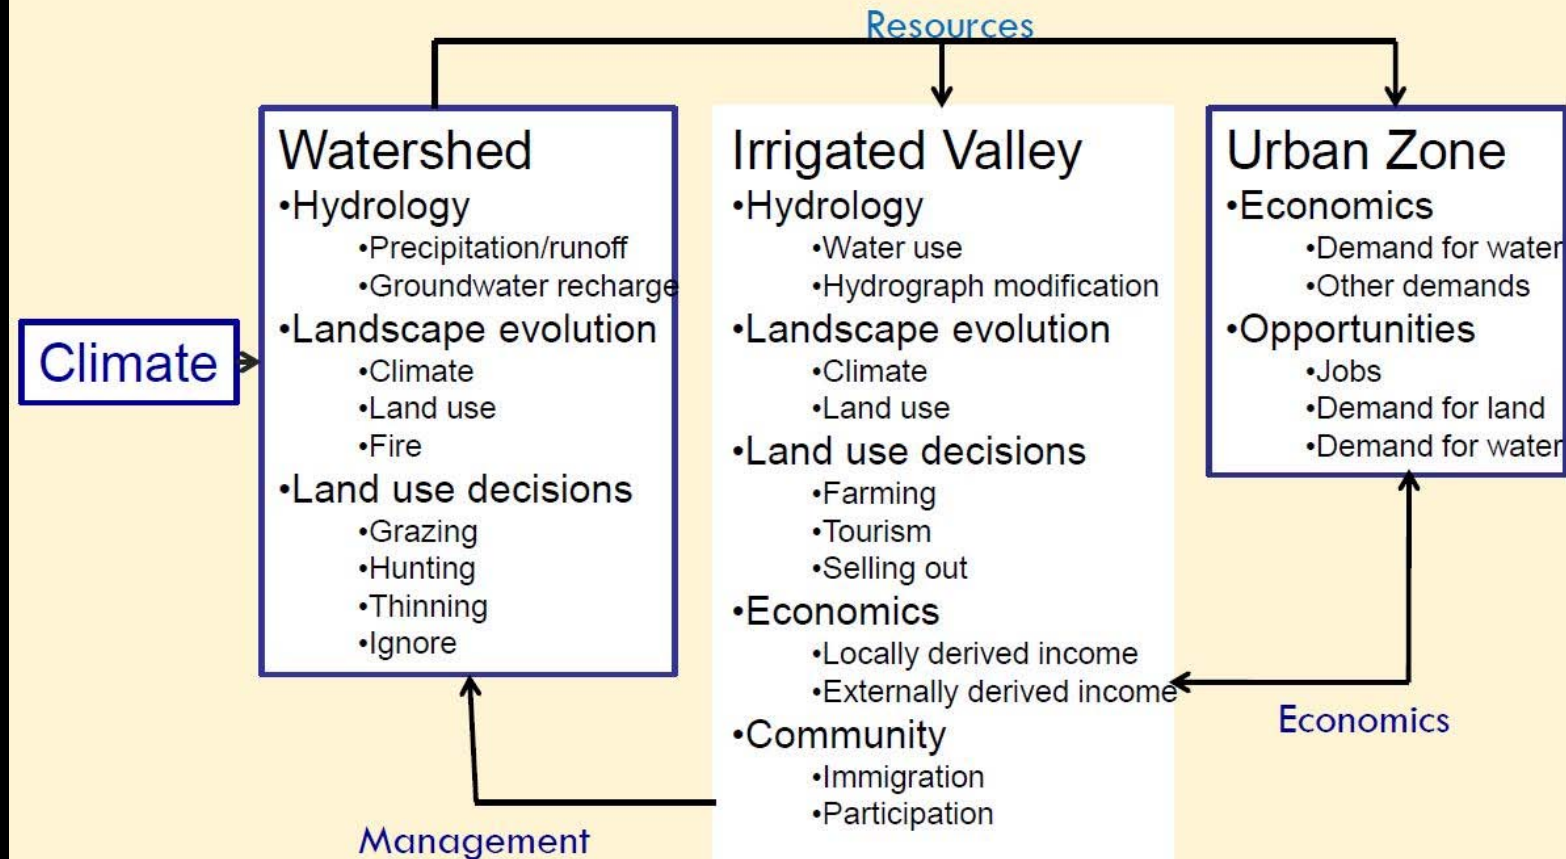 Resources
Climate
Watershed
•Hydrology
•Precipitation/runoff
•Groundwater recharge
•Landscape evolution
•Climate
•Land use
•Fire
•Land use decisions
•Grazing
•Hunting
•Thinning
•Ignore
Irrigated Valley
•Hydrology
•Water use
•Hydrograph modification
•Landscape evolution
•Climate
•Land use
•Land use decisions
•Farming
•Tourism
•Selling out
•Economics
•Locally derived income
•Externally derived income
•Community
•Immigration
•Participation
Urban Zone
•Economics
•Demand for water
•Other demands
•Opportunities
•Jobs
•Demand for land
•Demand for water
Economics
Management